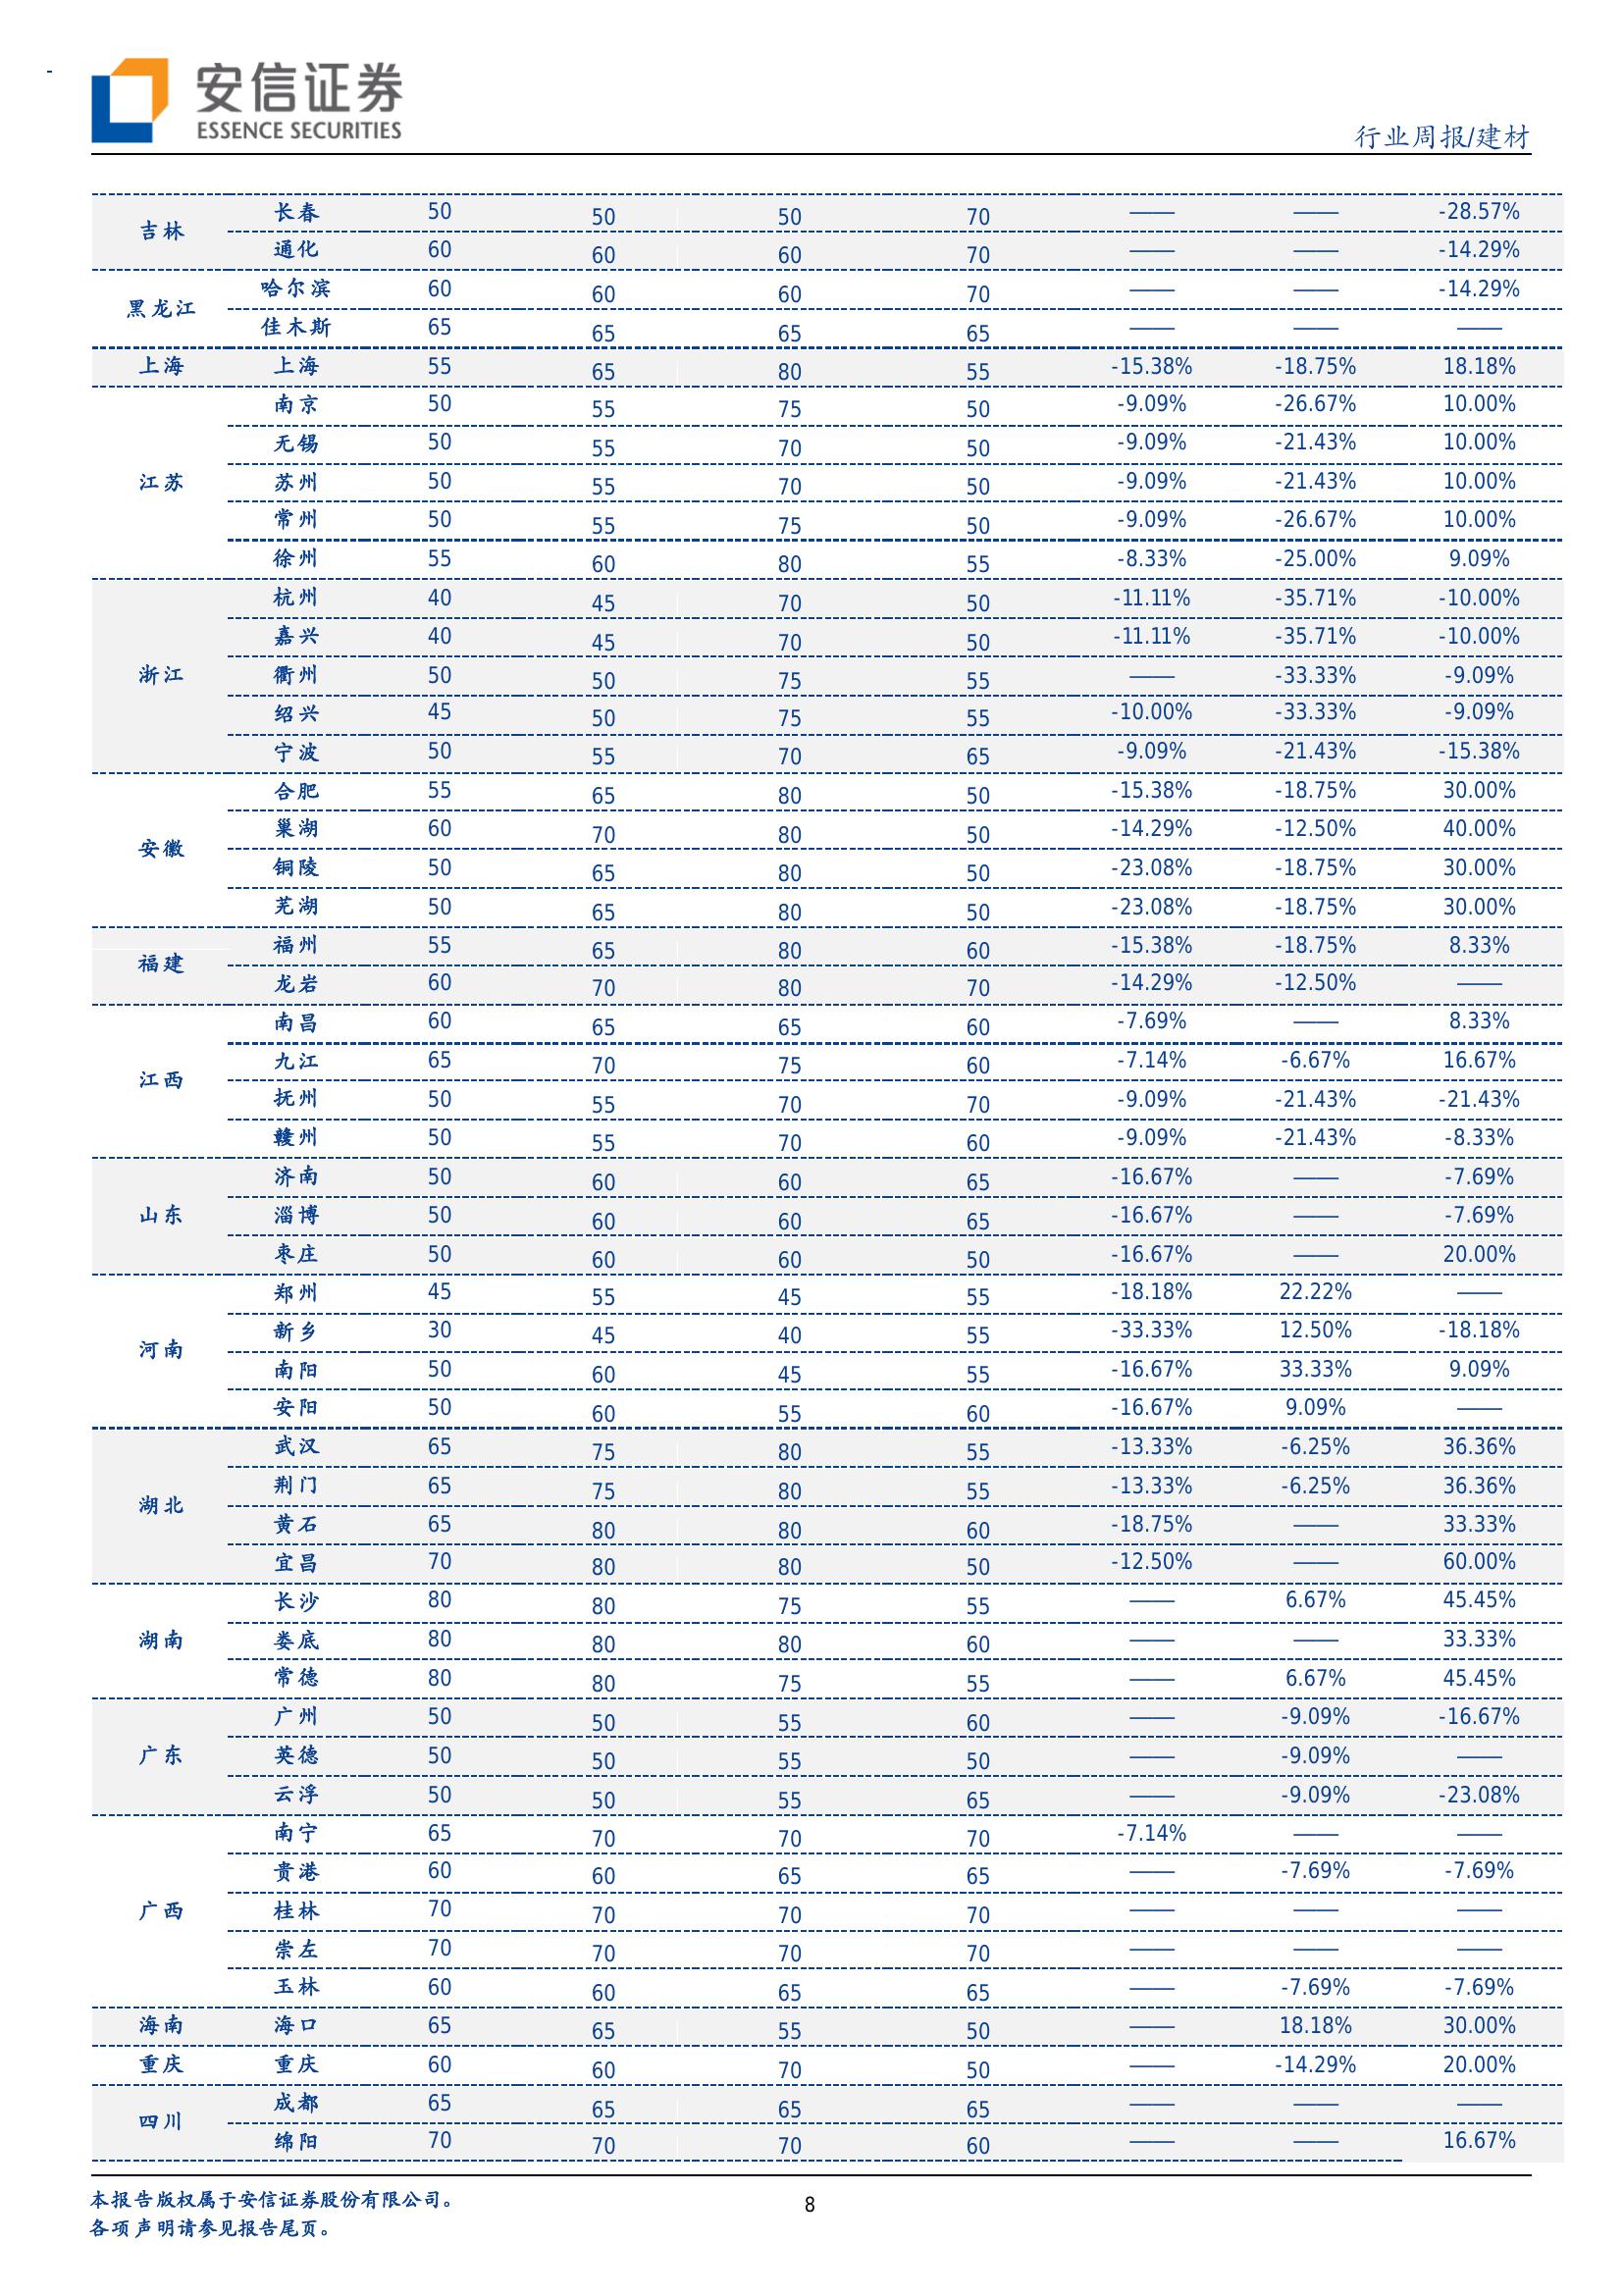 安信证券
ESSENCE SECURITIES
行业周报/建材
吉林 长春 50 50 50 70 —— —— -28.57%
通化 60 60 60 70 —— —— -14.29%
黑龙江 哈尔滨 60 60 60 70 —— —— -14.29%
佳木斯 65 65 65 65 —— —— ——
上海 上海 55 65 80 55 -15.38% -18.75% 18.18%
江苏 南京 50 55 75 50 -9.09% -26.67% 10.00%
无锡 50 55 70 50 -9.09% -21.43% 10.00%
苏州 50 55 70 50 -9.09% -21.43% 10.00%
常州 50 55 75 50 -9.09% -26.67% 10.00%
徐州 55 60 80 55 -8.33% -25.00% 9.09%
浙江 杭州 40 45 70 50 -11.11% -35.71% -10.00%
嘉兴 40 45 70 50 -11.11% -35.71% -10.00%
衢州 50 50 75 55 —— -33.33% -9.09%
绍兴 45 50 75 55 -10.00% -33.33% -9.09%
宁波 50 55 70 65 -9.09% -21.43% -15.38%
安徽 合肥 55 65 80 50 -15.38% -18.75% 30.00%
巢湖 60 70 80 50 -14.29% -12.50% 40.00%
铜陵 50 65 80 50 -23.08% -18.75% 30.00%
芜湖 50 65 80 50 -23.08% -18.75% 30.00%
福建 福州 55 65 80 60 -15.38% -18.75% 8.33%
龙岩 60 70 80 70 -14.29% -12.50% ——
江西 南昌 60 65 65 60 -7.69% —— 8.33%
九江 65 70 75 60 -7.14% -6.67% 16.67%
抚州 50 55 70 70 -9.09% -21.43% -21.43%
赣州 50 55 70 60 -9.09% -21.43% -8.33%
山东 济南 50 60 60 65 -16.67% —— -7.69%
淄博 50 60 60 65 -16.67% —— -7.69%
枣庄 50 60 60 50 -16.67% —— 20.00%
河南 郑州 45 55 45 55 -18.18% 22.22% ——
新乡 30 45 40 55 -33.33% 12.50% -18.18%
南阳 50 60 45 55 -16.67% 33.33% 9.09%
安阳 50 60 55 60 -16.67% 9.09% ——
湖北 武汉 65 75 80 55 -13.33% -6.25% 36.36%
荆门 65 75 80 55 -13.33% -6.25% 36.36%
黄石 65 80 80 60 -18.75% —— 33.33%
宜昌 70 80 80 50 -12.50% —— 60.00%
湖南 长沙 80 80 75 55 —— 6.67% 45.45%
娄底 80 80 80 60 —— —— 33.33%
常德 80 80 75 55 —— 6.67% 45.45%
广东 广州 50 50 55 60 —— -9.09% -16.67%
英德 50 50 55 50 —— -9.09% ——
云浮 50 50 55 65 —— -9.09% -23.08%
广西 南宁 65 70 70 70 -7.14% —— ——
贵港 60 60 65 65 —— -7.69% -7.69%
桂林 70 70 70 70 —— —— ——
崇左 70 70 70 70 —— —— ——
玉林 60 60 65 65 —— -7.69% -7.69%
海南 海口 65 65 55 50 —— 18.18% 30.00%
重庆 重庆 60 60 70 50 —— -14.29% 20.00%
四川 成都 65 65 65 65 —— —— ——
绵阳 70 70 70 60 —— —— 16.67%
本报告版权属于安信证券股份有限公司。
各项声明请参见报告尾页。
8